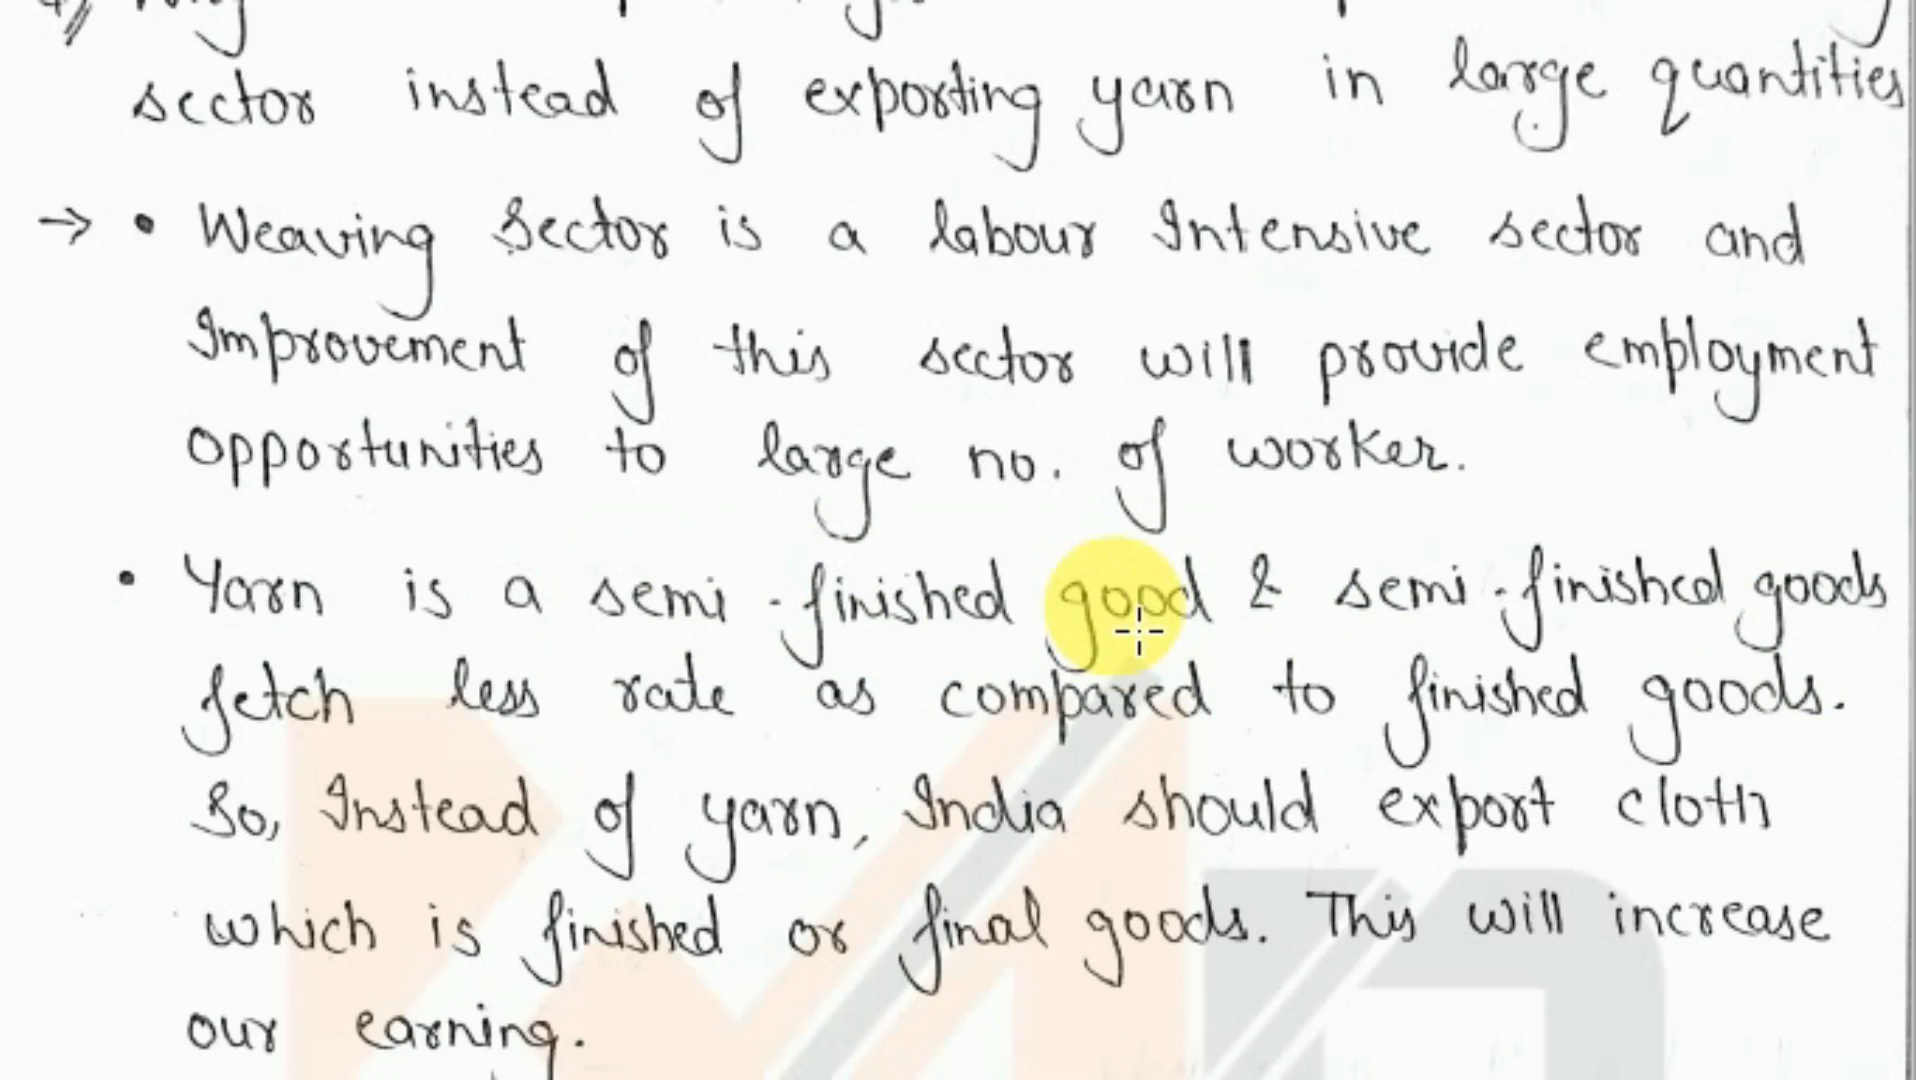 sector instead of exporting yarn in large quantities
→ • Weaving Sector is a labour Intensive sector and
Improvement of this sector will provide employment
opportunities to large no. of worker.
• Yarn is a semi-finished good & semi-finished goods
fetch less rate as compared to finished goods.
So, Instead of yarn, India should export cloth
which is finished or final goods. This will increase
our earning.